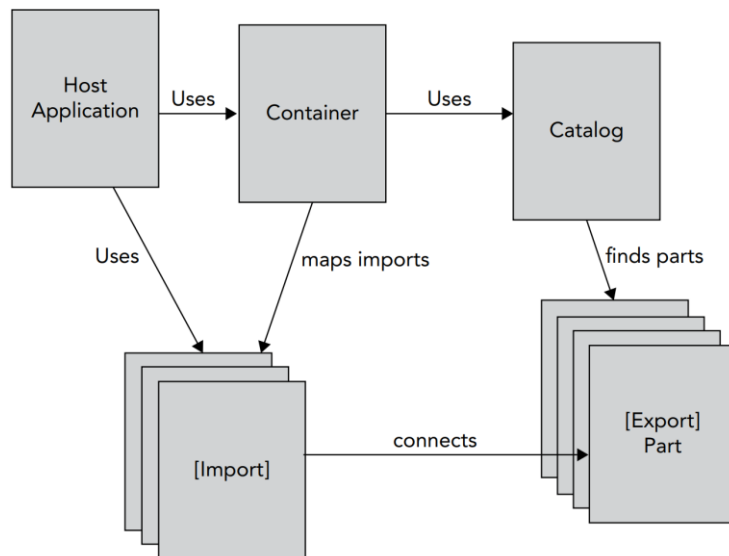 Host
Application
Uses
Container
Uses
Catalog
Uses
maps imports
finds parts
[Import]
connects
[Export]
Part